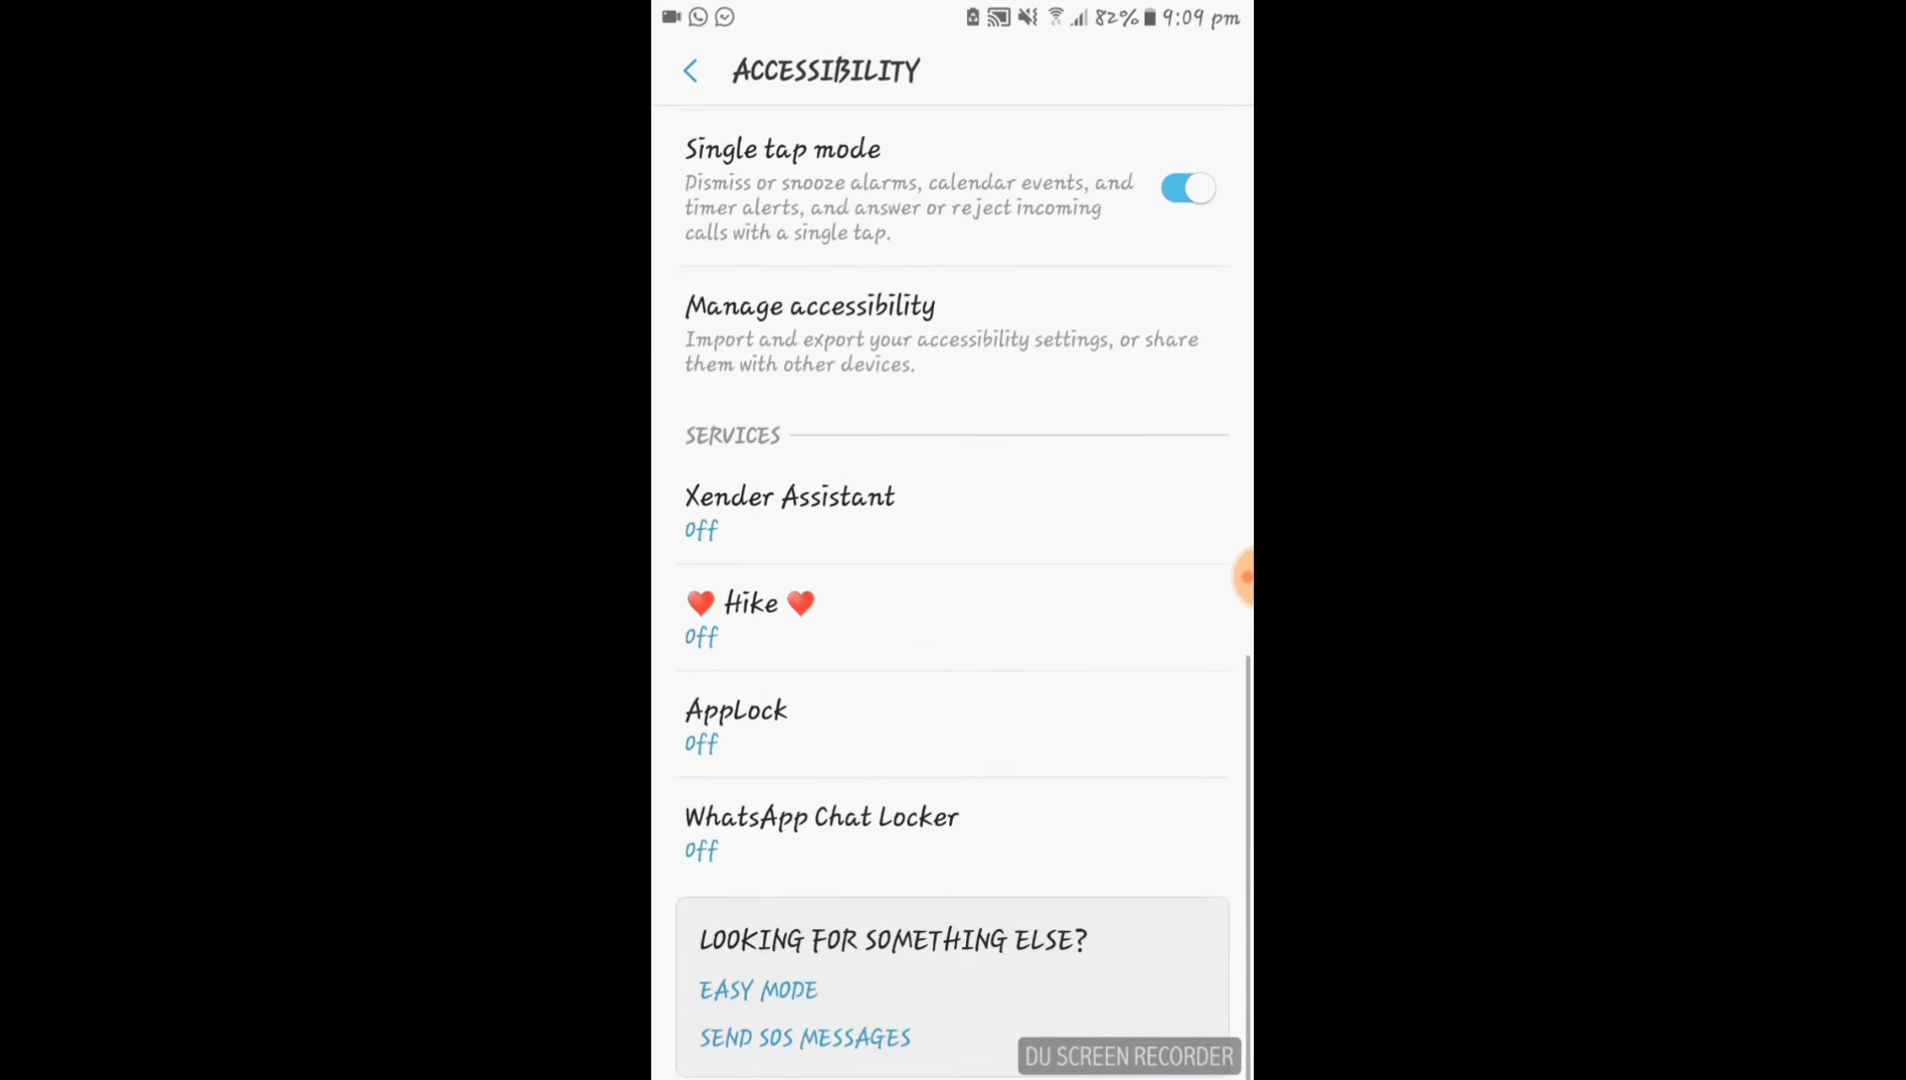 82% 9:09 pm
ACCESSIBILITY
Single tap mode
Dismiss or snooze alarms, calendar events, and
timer alerts, and answer or reject incoming
calls with a single tap.
Manage accessibility
Import and export your accessibility settings, or share
them with other devices.
SERVICES
Xender Assistant
Off
❤️ Hike ❤️
Off
AppLock
Off
WhatsApp Chat Locker
Off
LOOKING FOR SOMETHING ELSE?
EASY MODE
SEND SOS MESSAGES
DU SCREEN RECORDER